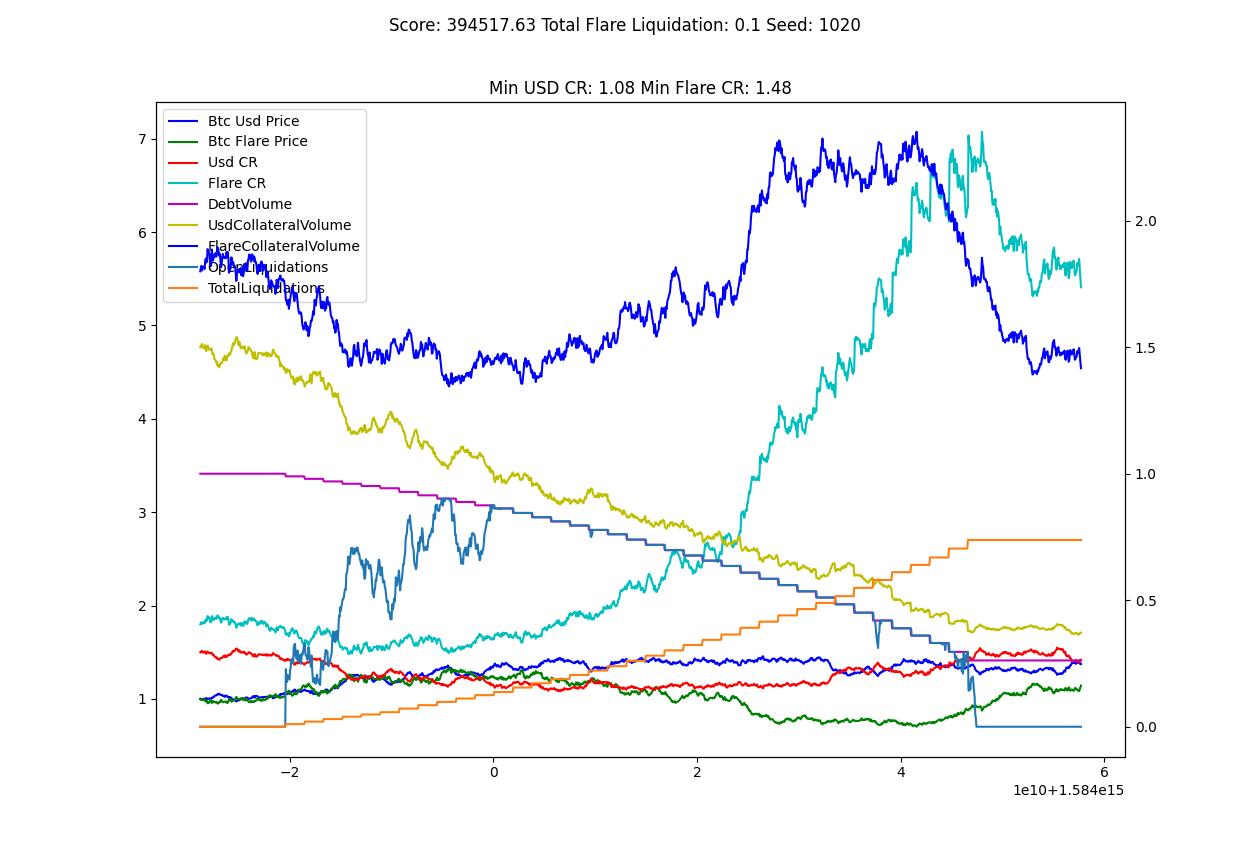 Score: 394517.63 Total Flare Liquidation: 0.1 Seed: 1020
Min USD CR: 1.08 Min Flare CR: 1.48
Btc Usd Price
Btc Flare Price
Usd CR
Flare CR
DebtVolume
UsdCollateralVolume
FlareCollateralVolume
OpenLiquidations
TotalLiquidations
7
6
5
4
3
2
1
2.0
1.5
1.0
0.5
0.0
−2
0
2
4
6
1e10+1.584e15